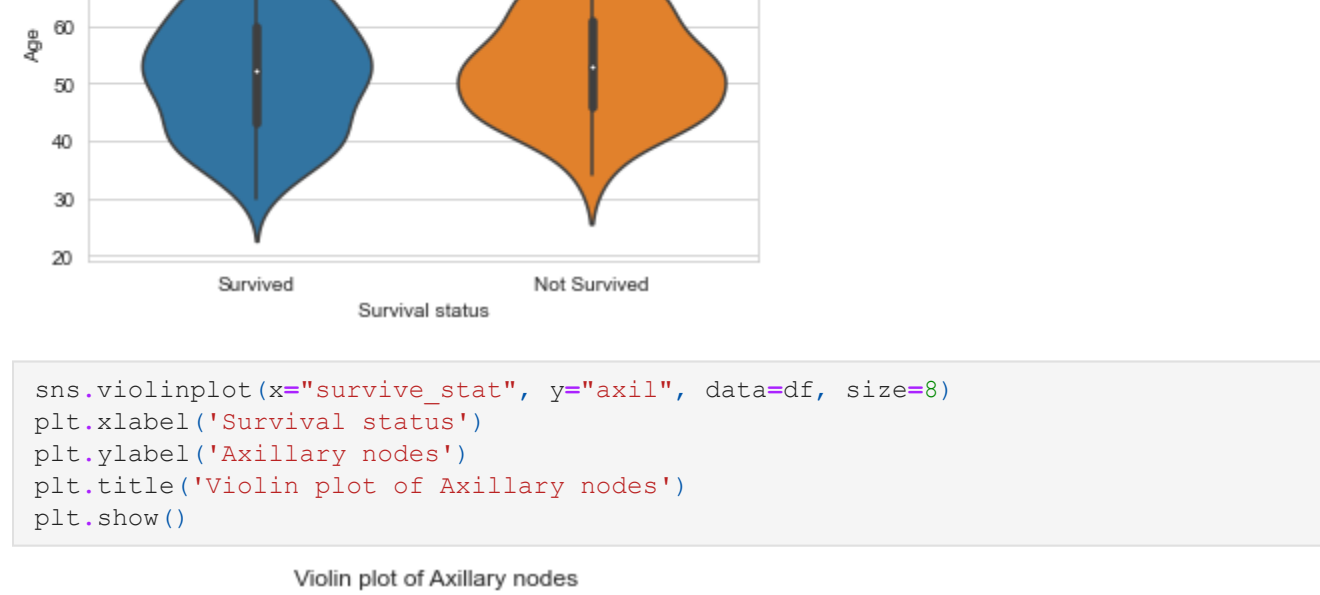 60
Age
50
40
30
20
Survived Not Survived
Survival status
sns.violinplot(x="survive_stat", y="axil", data=df, size=8)
plt.xlabel('Survival status')
plt.ylabel('Axillary nodes')
plt.title('Violin plot of Axillary nodes')
plt.show()
Violin plot of Axillary nodes